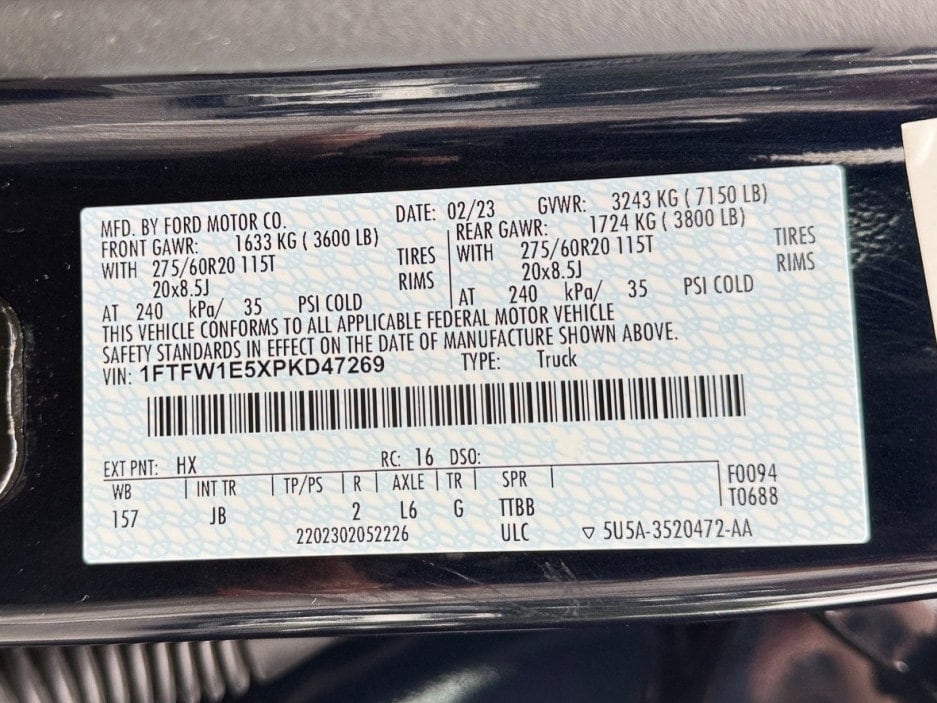 MFD. BY FORD MOTOR CO. DATE: 02/23 GVWR: 3243 KG ( 7150 LB)
FRONT GAWR: 1633 KG ( 3600 LB) REAR GAWR: 1724 KG ( 3800 LB)
WITH 275/60R20 115T TIRES WITH 275/60R20 115T TIRES
20x8.5J RIMS 20x8.5J RIMS
AT 240 kPa/ 35 PSI COLD AT 240 kPa/ 35 PSI COLD
THIS VEHICLE CONFORMS TO ALL APPLICABLE FEDERAL MOTOR VEHICLE
SAFETY STANDARDS IN EFFECT ON THE DATE OF MANUFACTURE SHOWN ABOVE.
VIN: 1FTFW1E5XPKD47269 TYPE: Truck
EXT PNT: HX RC: 16 DSO:
WB INT TR TP/PS R AXLE TR SPR F0094
157 JB 2 L6 G TTBB T0688
2202302052226 ULC ▽ 5U5A-3520472-AA